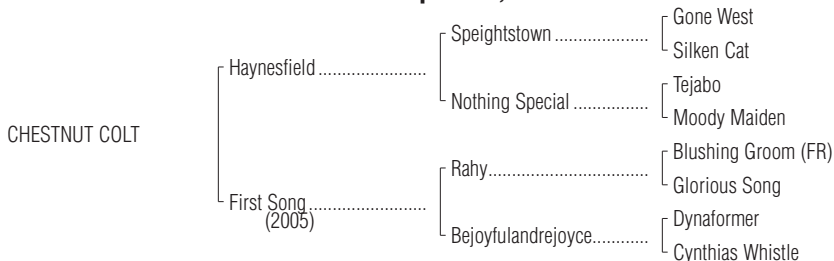 Gone West
Speightstown ....................
Silken Cat
Haynesfield .......................
Tejabo
Nothing Special ................
Moody Maiden
CHESTNUT COLT
Blushing Groom (FR)
Rahy..................................
Glorious Song
First Song.........................
(2005)
Dynaformer
Bejoyfulandrejoyce............
Cynthias Whistle